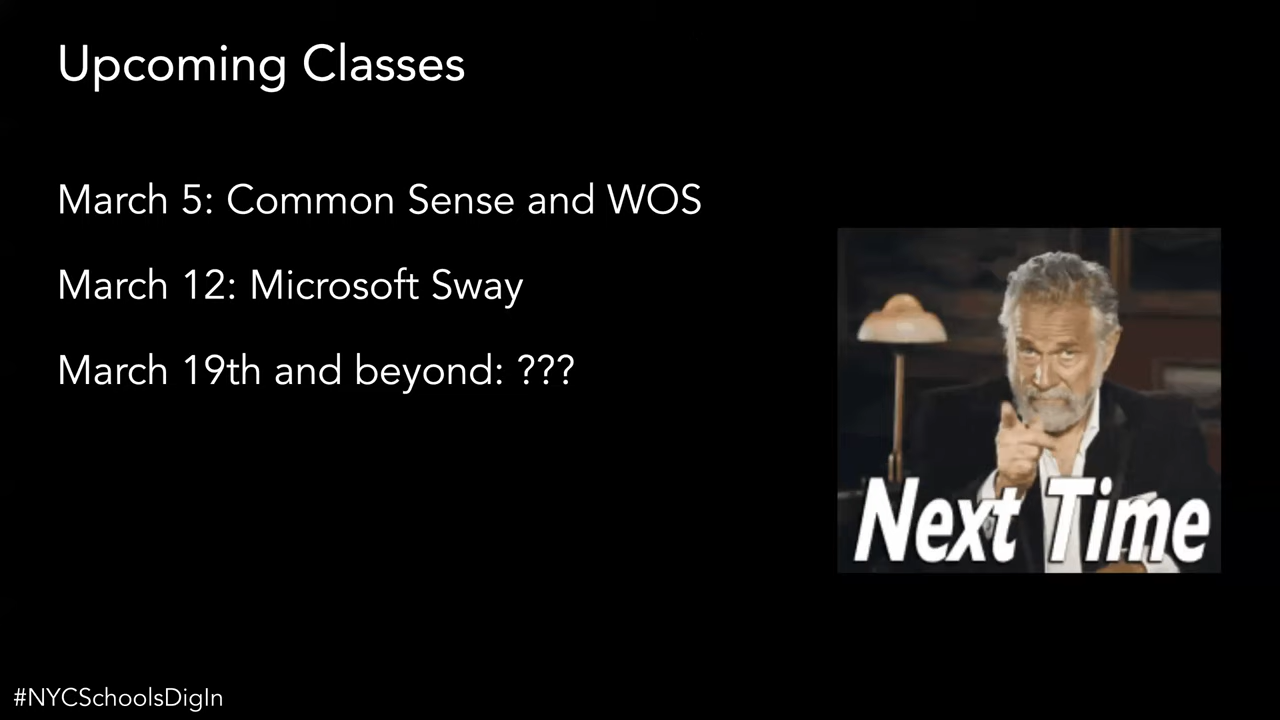 Upcoming Classes
March 5: Common Sense and WOS
March 12: Microsoft Sway
March 19th and beyond: ???
Next Time
#NYCSchoolsDigIn